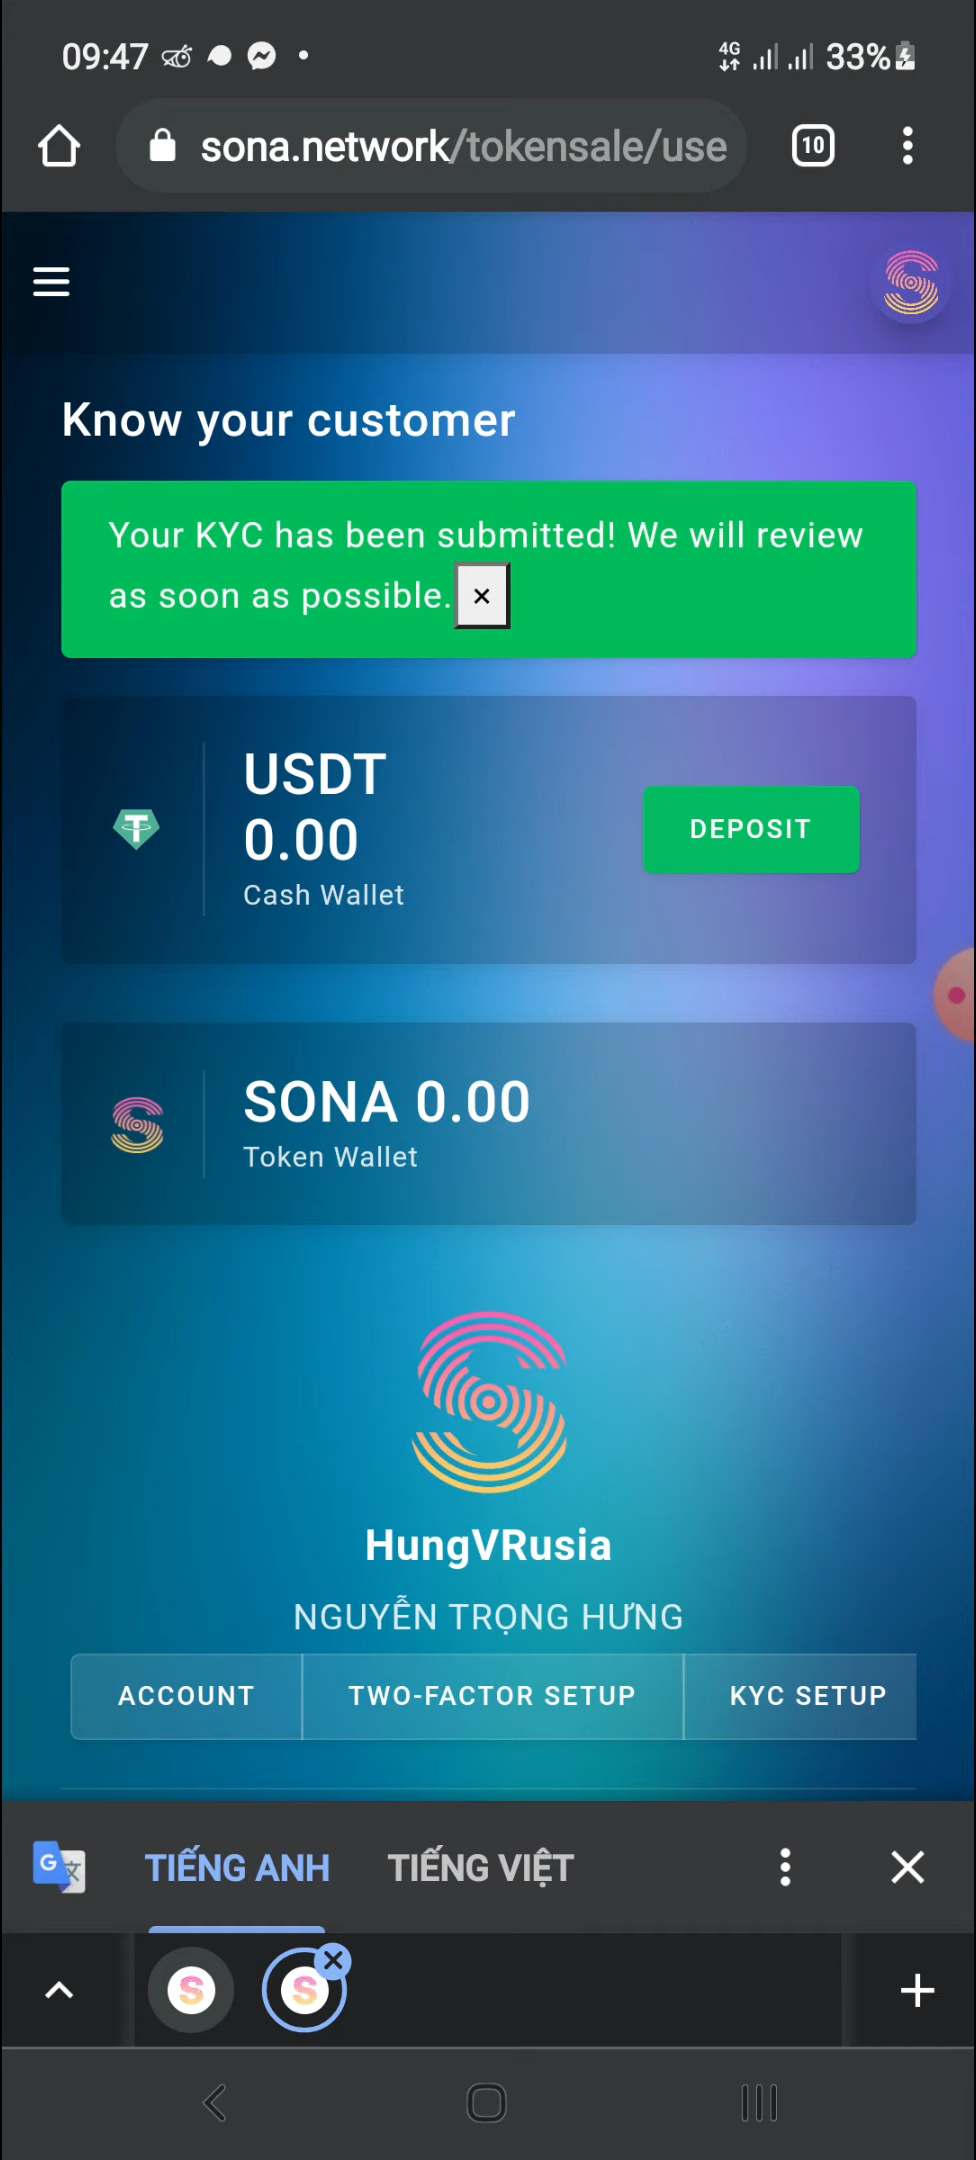 09:47
4G
33%
sona.network/tokensale/use
10
Know your customer
Your KYC has been submitted! We will review
as soon as possible. ×
USDT
0.00
Cash Wallet
DEPOSIT
SONA 0.00
Token Wallet
HungVRusia
NGUYỄN TRỌNG HƯNG
ACCOUNT
TWO-FACTOR SETUP
KYC SETUP
TIẾNG ANH
TIẾNG VIỆT